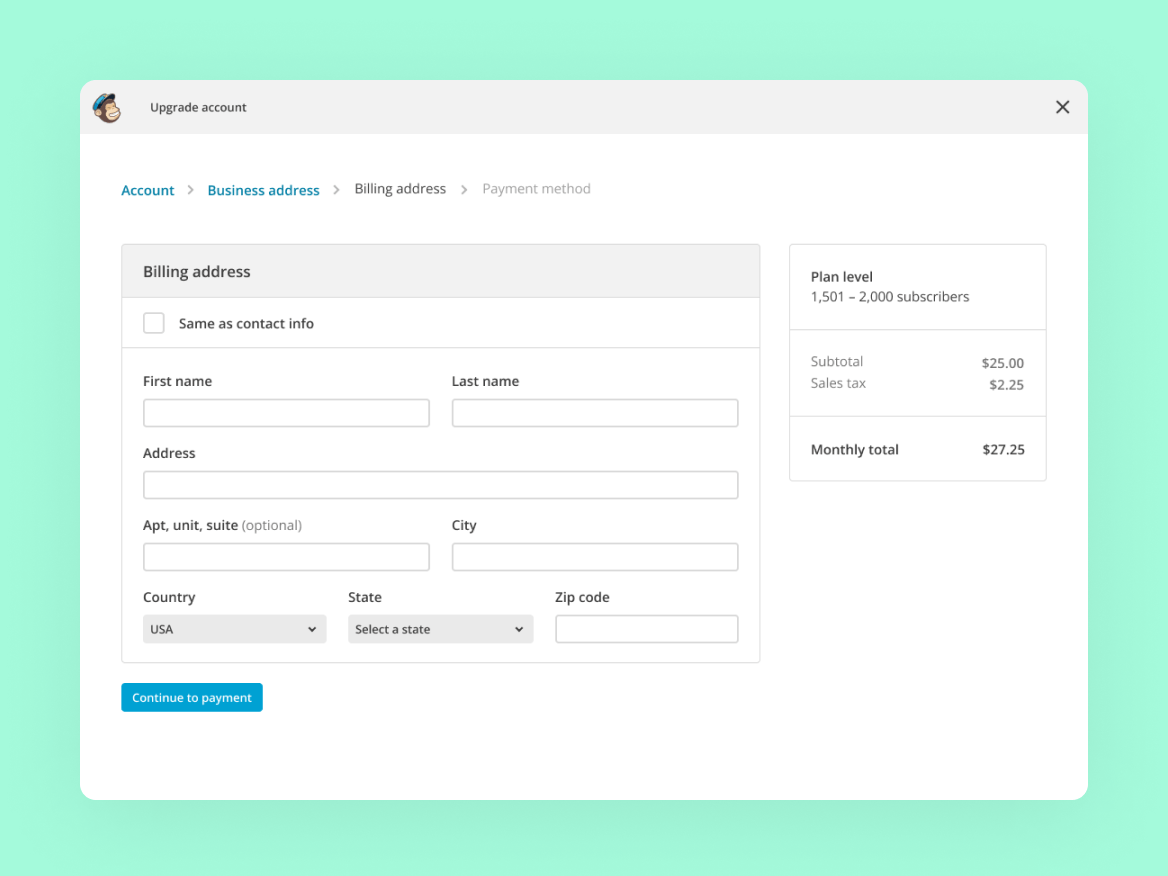 Upgrade account
Account > Business address > Billing address > Payment method
Billing address
Same as contact info
First name
Last name
Address
Apt, unit, suite (optional)
City
Country
State
Zip code
USA
Select a state
Continue to payment
Plan level
1,501 – 2,000 subscribers
Subtotal $25.00
Sales tax $2.25
Monthly total $27.25